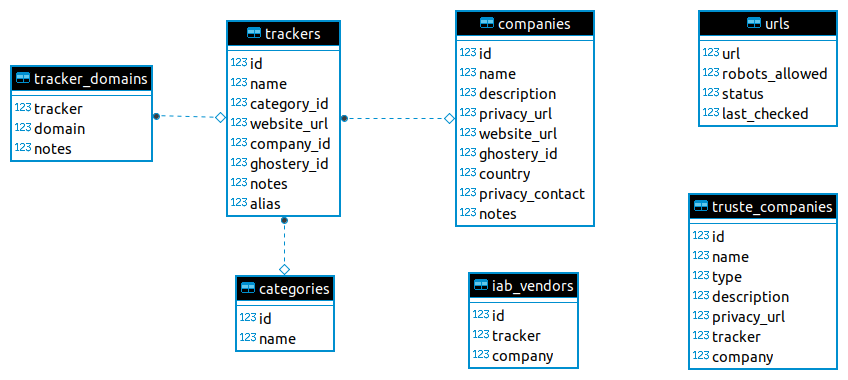 tracker_domains
123 tracker
123 domain
123 notes
trackers
123 id
123 name
123 category_id
123 website_url
123 company_id
123 ghostery_id
123 notes
123 alias
categories
123 id
123 name
companies
123 id
123 name
123 description
123 privacy_url
123 website_url
123 ghostery_id
123 country
123 privacy_contact
123 notes
iab_vendors
123 id
123 tracker
123 company
urls
123 url
123 robots_allowed
123 status
123 last_checked
truste_companies
123 id
123 name
123 type
123 description
123 privacy_url
123 tracker
123 company